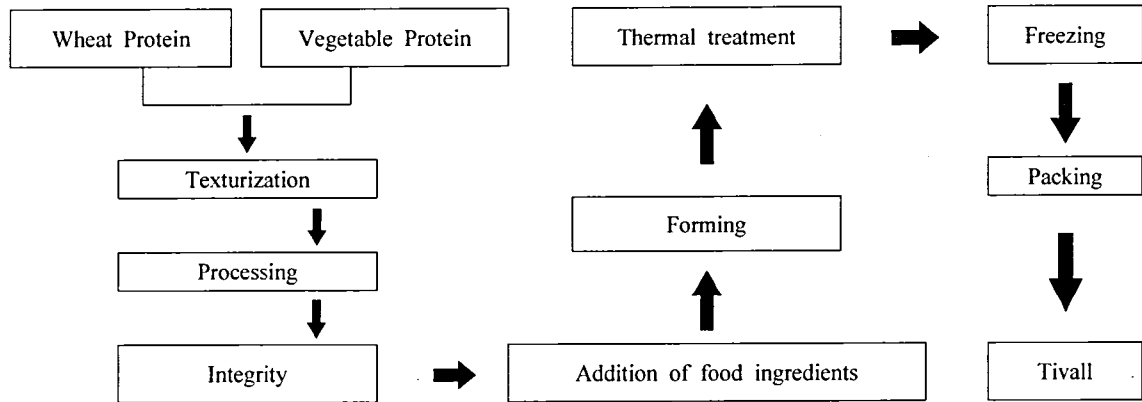 Wheat Protein
Vegetable Protein
Texturization
Processing
Integrity
Addition of food ingredients
Forming
Thermal treatment
Freezing
Packing
Tivall